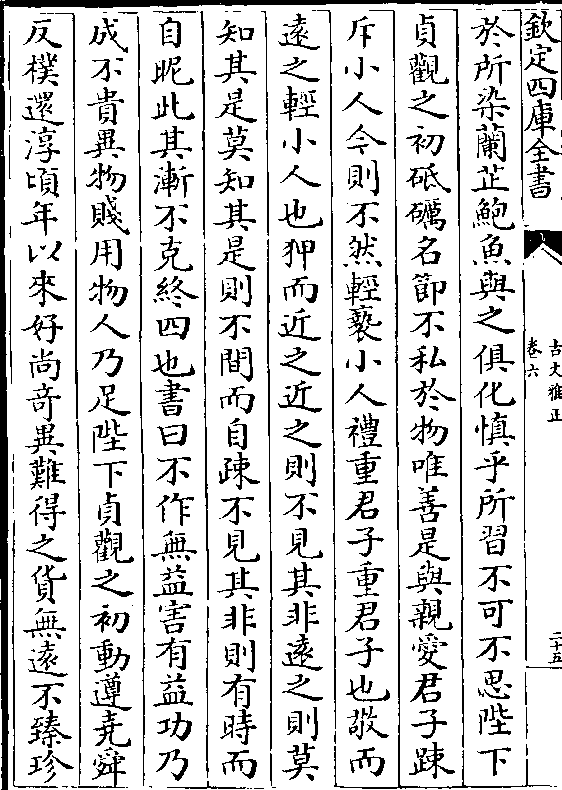 欽定四庫全書
古文雅正
卷六
二十五
於所染蘭芷鮑魚與之俱化慎乎所習不可不思陛下
貞觀之初砥礪名節不私於物唯善是與親愛君子踈
斥小人今則不然輕䙝小人禮重君子重君子也敬而
遠之輕小人也狎而近之近之則不見其非遠之則莫
知其是莫知其是則不間而自踈不見其非則有時而
自昵此其漸不克終四也書曰不作無益害有益功乃
成不貴異物賤用物人乃足陛下貞觀之初動遵堯舜
反樸還淳頃年以來好尚竒異難得之貨無遠不臻珍